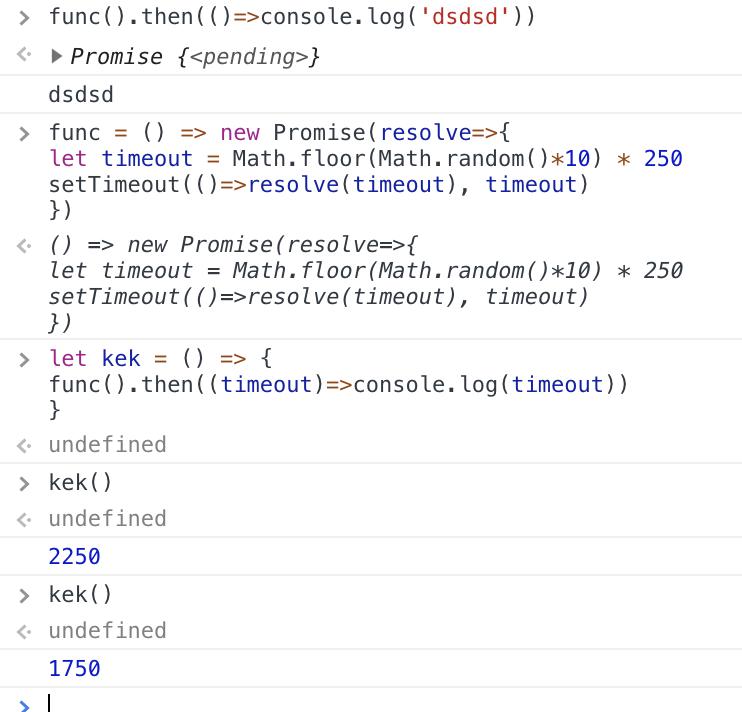 func().then(()=>console.log('dsdsd'))
Promise {<pending>}
dsdsd
func = () => new Promise(resolve=>{
let timeout = Math.floor(Math.random()*10) * 250
setTimeout(()=>resolve(timeout), timeout)
})
() => new Promise(resolve=>{
let timeout = Math.floor(Math.random()*10) * 250
setTimeout(()=>resolve(timeout), timeout)
})
let kek = () => {
func().then((timeout)=>console.log(timeout))
}
undefined
kek()
undefined
2250
kek()
undefined
1750